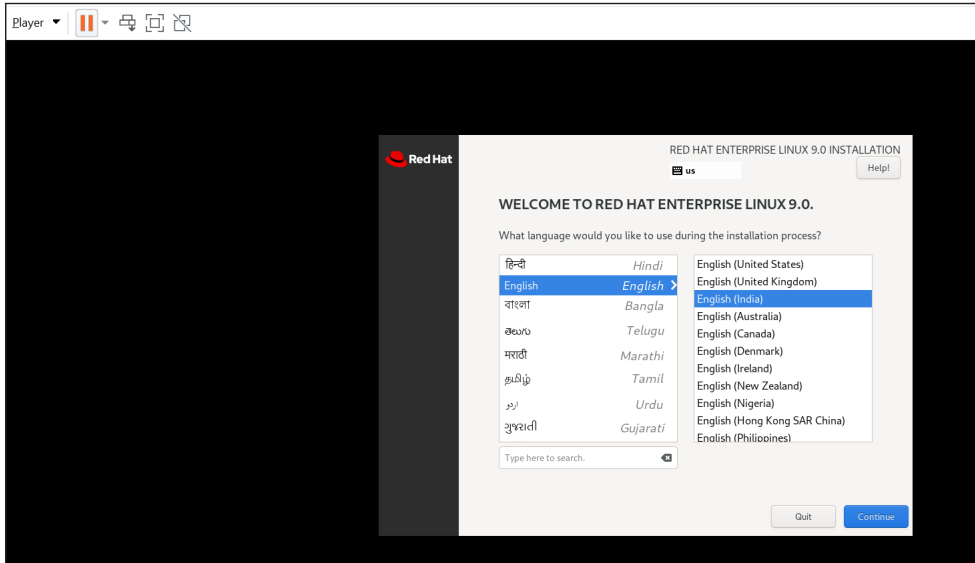 Player
Red Hat
RED HAT ENTERPRISE LINUX 9.0 INSTALLATION
us
Help!
WELCOME TO RED HAT ENTERPRISE LINUX 9.0.
What language would you like to use during the installation process?
हिन्दी Hindi
English English
বাংলা Bangla
తెలుగు Telugu
मराठी Marathi
தமிழ் Tamil
اردو Urdu
ગુજરાતી Gujarati
Type here to search.
English (United States)
English (United Kingdom)
English (India)
English (Australia)
English (Canada)
English (Denmark)
English (Ireland)
English (New Zealand)
English (Nigeria)
English (Hong Kong SAR China)
English (Philippines)
Quit
Continue